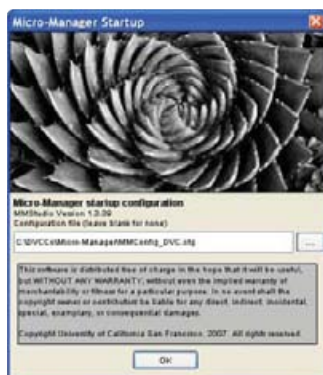 Micro-Manager Startup
Micro-Manager startup configuration
MMStudio Version 1.3.09
Configuration file (leave blank for none)
C:\DVCCo\Micro-Manager\MMConfig_DVC.cfg
...
This software is distributed free of charge in the hope that it will be useful,
but WITHOUT ANY WARRANTY; without even the implied warranty of
merchantability or fitness for a particular purpose. In no event shall the
copyright owner or contributors be liable for any direct, indirect, incidental,
special, exemplary, or consequential damages.
Copyright University of California San Francisco, 2007. All rights reserved.
OK